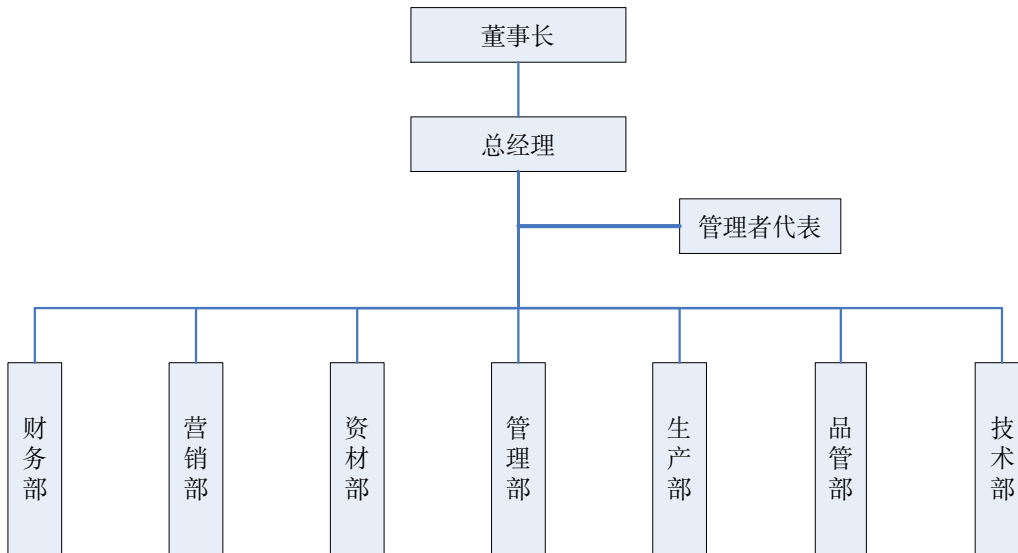 董事长
总经理
管理者代表
财务部
营销部
资材部
管理部
生产部
品管部
技术部